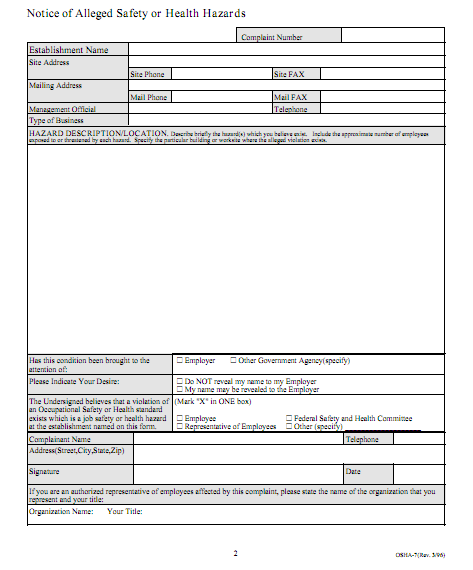 Notice of Alleged Safety or Health Hazards
Complaint Number
Establishment Name
Site Address
Site Phone Site FAX
Mailing Address
Mail Phone Mail FAX
Management Official Telephone
Type of Business
HAZARD DESCRIPTION/LOCATION. Describe briefly the hazard(s) which you believe exist. Include the approximate number of employees
exposed to or threatened by each hazard. Specify the particular building or worksite where the alleged violation exists.
Has this condition been brought to the
attention of:
☐ Employer ☐ Other Government Agency(specify)
Please Indicate Your Desire:
☐ Do NOT reveal my name to my Employer
☐ My name may be revealed to the Employer
The Undersigned believes that a violation of
an Occupational Safety or Health standard
exists which is a job safety or health hazard
at the establishment named on this form.
(Mark "X" in ONE box)
☐ Employee ☐ Federal Safety and Health Committee
☐ Representative of Employees ☐ Other (specify)
Complainant Name Telephone
Address(Street,City,State,Zip)
Signature Date
If you are an authorized representative of employees affected by this complaint, please state the name of the organization that you
represent and your title:
Organization Name: Your Title:
2
OSHA-7(Rev. 3/96)